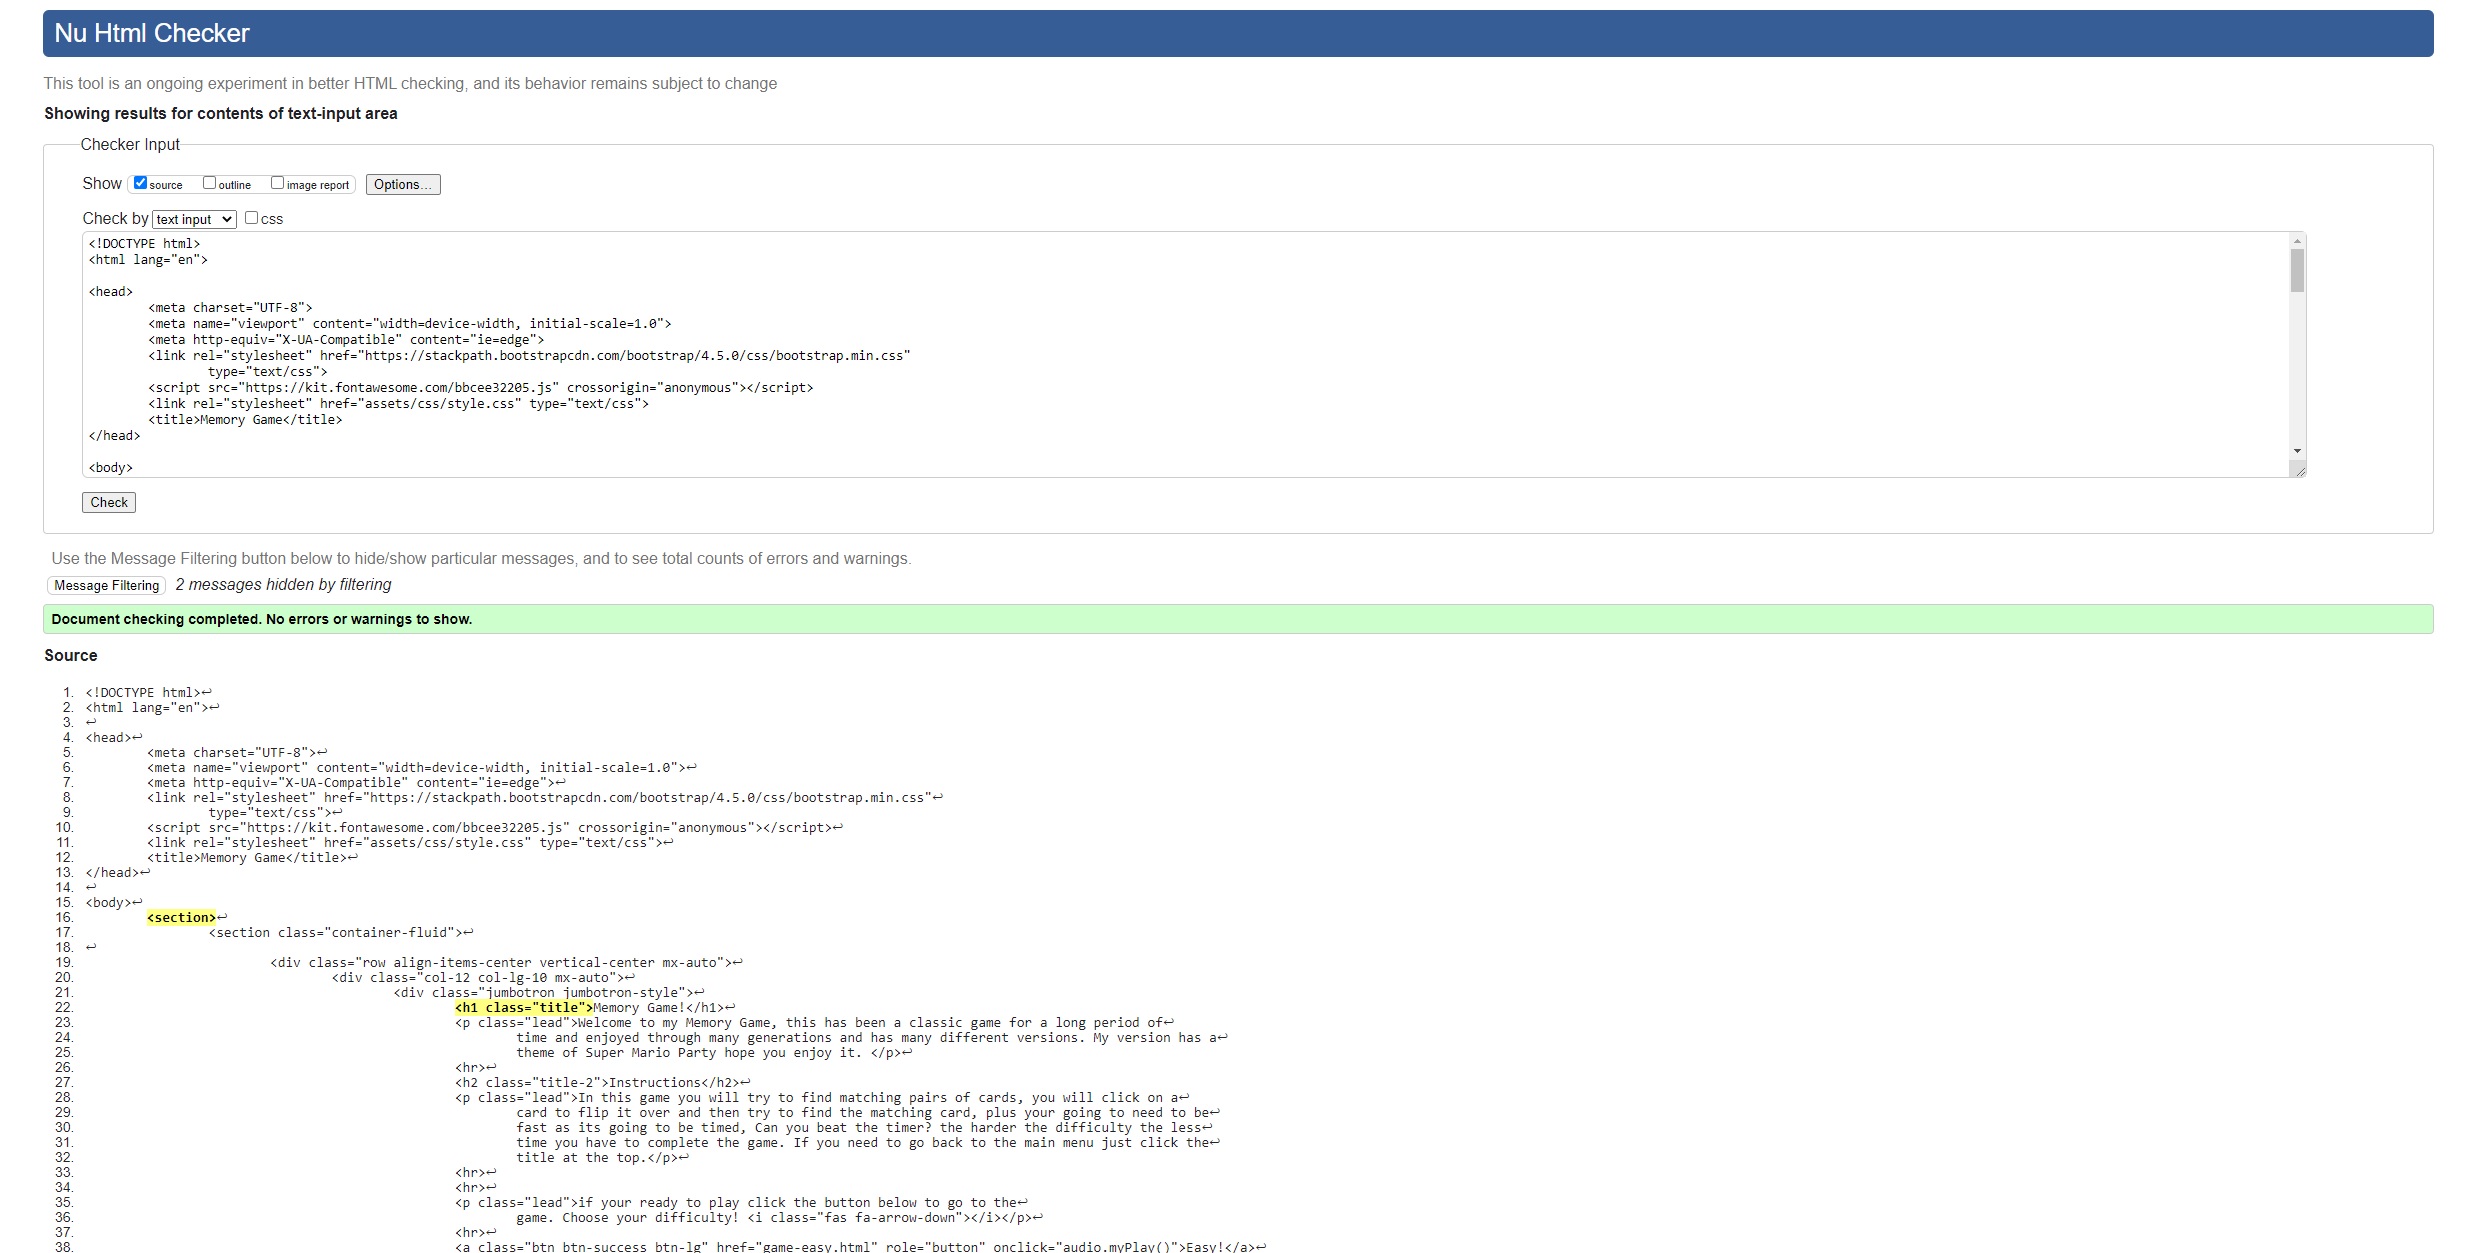 Nu Html Checker
This tool is an ongoing experiment in better HTML checking, and its behavior remains subject to change
Showing results for contents of text-input area
Checker Input
Show source outline image report Options...
Check by text input css
<!DOCTYPE html>
<html lang="en">
<head>
<meta charset="UTF-8">
<meta name="viewport" content="width=device-width, initial-scale=1.0">
<meta http-equiv="X-UA-Compatible" content="ie=edge">
<link rel="stylesheet" href="https://stackpath.bootstrapcdn.com/bootstrap/4.5.0/css/bootstrap.min.css"
type="text/css">
<script src="https://kit.fontawesome.com/bbcee32205.js" crossorigin="anonymous"></script>
<link rel="stylesheet" href="assets/css/style.css" type="text/css">
<title>Memory Game</title>
</head>
<body>
Check
Use the Message Filtering button below to hide/show particular messages, and to see total counts of errors and warnings.
Message Filtering 2 messages hidden by filtering
Document checking completed. No errors or warnings to show.
Source
1. <!DOCTYPE html>↩
2. <html lang="en">↩
3. ↩
4. <head>↩
5. <meta charset="UTF-8">↩
6. <meta name="viewport" content="width=device-width, initial-scale=1.0">↩
7. <meta http-equiv="X-UA-Compatible" content="ie=edge">↩
8. <link rel="stylesheet" href="https://stackpath.bootstrapcdn.com/bootstrap/4.5.0/css/bootstrap.min.css"↩
9. type="text/css">↩
10. <script src="https://kit.fontawesome.com/bbcee32205.js" crossorigin="anonymous"></script>↩
11. <link rel="stylesheet" href="assets/css/style.css" type="text/css">↩
12. <title>Memory Game</title>↩
13. </head>↩
14. ↩
15. <body>↩
16. <section>↩
17. <section class="container-fluid">↩
18. ↩
19. <div class="row align-items-center vertical-center mx-auto">↩
20. <div class="col-12 col-lg-10 mx-auto">↩
21. <div class="jumbotron jumbotron-style">↩
22. <h1 class="title">Memory Game!</h1>↩
23. <p class="lead">Welcome to my Memory Game, this has been a classic game for a long period of↩
24. time and enjoyed through many generations and has many different versions. My version has a↩
25. theme of Super Mario Party hope you enjoy it. </p>↩
26. <hr>↩
27. <h2 class="title-2">Instructions</h2>↩
28. <p class="lead">In this game you will try to find matching pairs of cards, you will click on a↩
29. card to flip it over and then try to find the matching card, plus your going to need to be↩
30. fast as its going to be timed, Can you beat the timer? the harder the difficulty the less↩
31. time you have to complete the game. If you need to go back to the main menu just click the↩
32. title at the top.</p>↩
33. <hr>↩
34. <hr>↩
35. <p class="lead">if your ready to play click the button below to go to the↩
36. game. Choose your difficulty! <i class="fas fa-arrow-down"></i></p>↩
37. <hr>↩
38. <a class="btn btn-success btn-lg" href="game-easy.html" role="button" onclick="audio.myPlay()">Easy!</a>↩